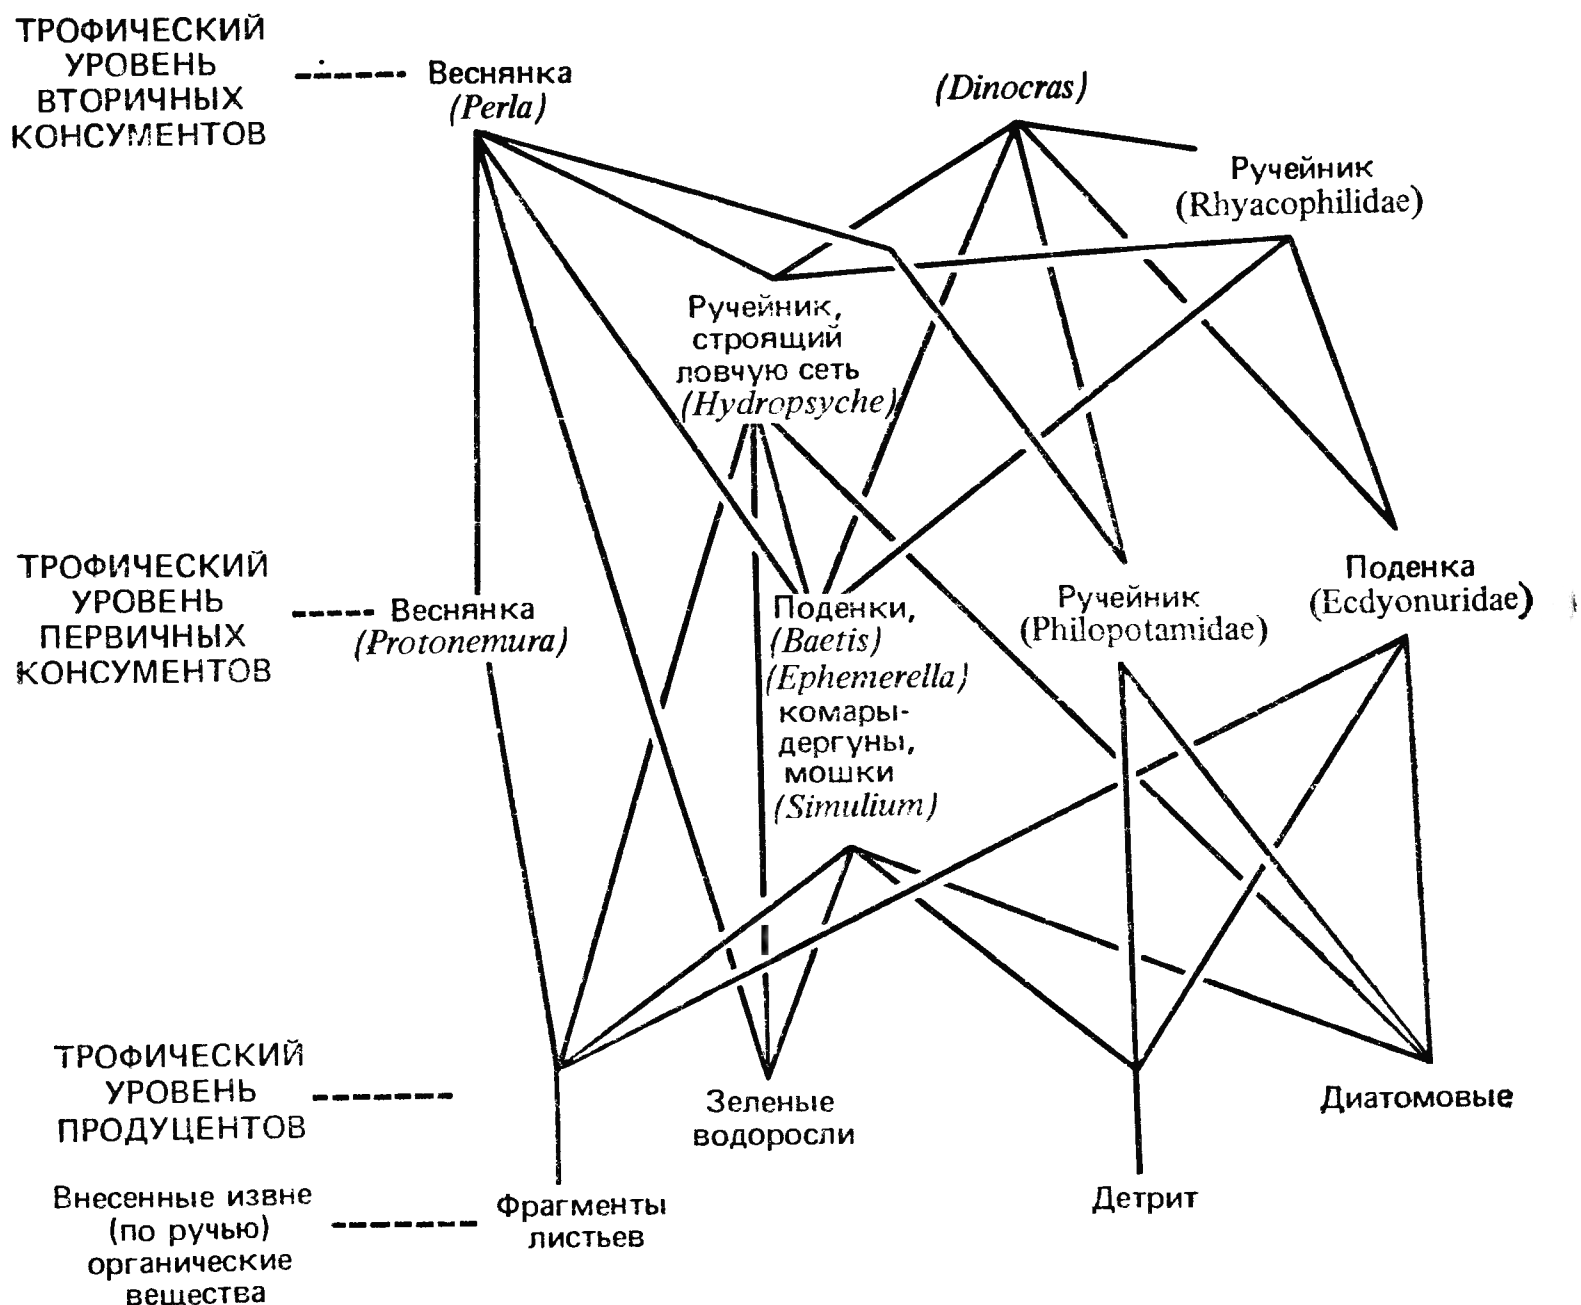 ТРОФИЧЕСКИЙ
УРОВЕНЬ
ВТОРИЧНЫХ
КОНСУМЕНТОВ
Веснянка
(Perla)
(Dinocras)
Ручейник
(Rhyacophilidae)
Ручейник,
строящий
ловчую сеть
(Hydropsyche)
ТРОФИЧЕСКИЙ
УРОВЕНЬ
ПЕРВИЧНЫХ
КОНСУМЕНТОВ
Веснянка
(Protonemura)
Поденки,
(Baetis)
(Ephemerella)
комары-
дергуны,
мошки
(Simulium)
Ручейник
(Philopotamidae)
Поденка
(Ecdyonuridae)
ТРОФИЧЕСКИЙ
УРОВЕНЬ
ПРОДУЦЕНТОВ
Зеленые
водоросли
Диатомовые
Внесенные извне
(по ручью)
органические
вещества
Фрагменты
листьев
Детрит